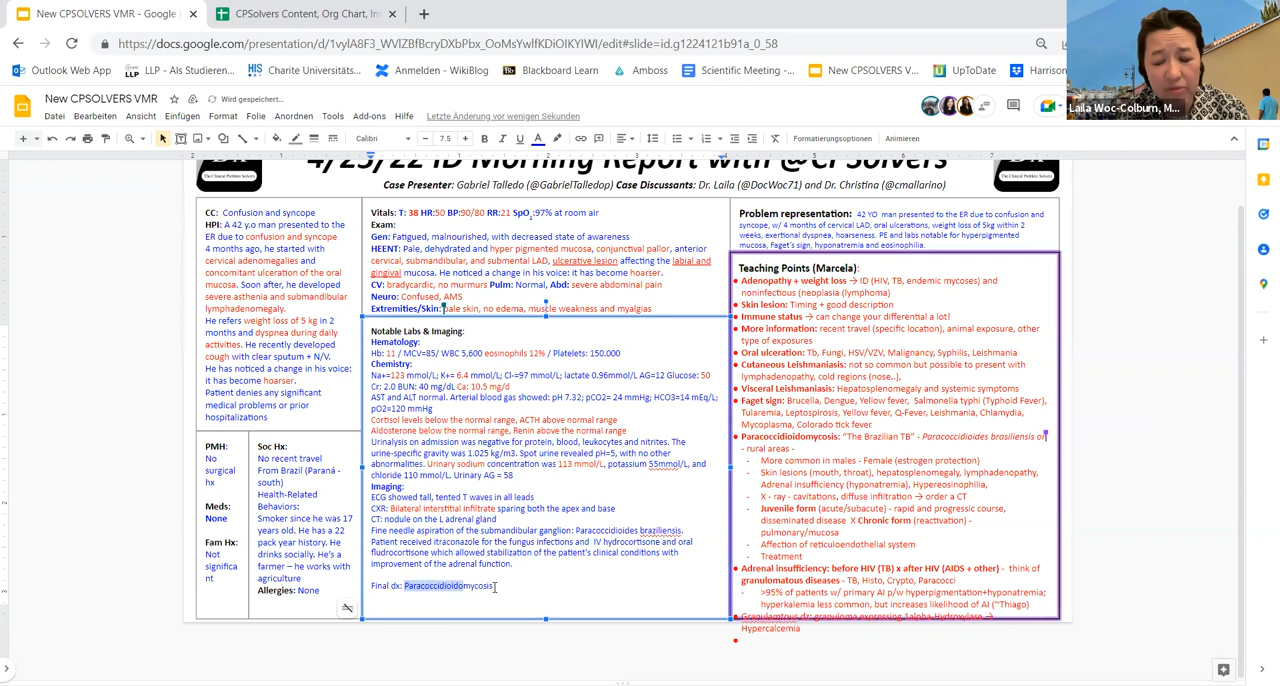 New CPSOLVERS VMR - Google
CPSolvers Content, Org Chart, Im
https://docs.google.com/presentation/d/1vylA8F3_WVlZBfBcryDXbPbx_OoMsYwlfKDiOIKYIWI/edit#slide=id.g1224121b91a_0_58
Outlook Web App
LLP - Als Studieren...
Charite Universitäts...
Anmelden - WikiBlog
Blackboard Learn
Amboss
Scientific Meeting -...
New CPSOLVERS V...
UpToDate
Harrison
Laila Woc-Colburn, M...
New CPSOLVERS VMR
Wird gespeichert...
Datei Bearbeiten Ansicht Einfügen Format Folie Anordnen Tools Add-ons Hilfe Letzte Änderung vor wenigen Sekunden
Calibri
7.5
Formatierungsoptionen
Animieren
4/25/22 ID Morning Report with @CPSolvers
The Clinical Problem Solvers
The Clinical Problem Solvers
Case Presenter: Gabriel Talledo (@GabrielTalledop) Case Discussants: Dr. Laila (@DocWoc71) and Dr. Christina (@cmallarino)
CC: Confusion and syncope
HPI: A 42 y.o man presented to the
ER due to confusion and syncope
4 months ago, he started with
cervical adenomegalies and
concomitant ulceration of the oral
mucosa. Soon after, he developed
severe asthenia and submandibular
lymphadenomegaly.
He refers weight loss of 5 kg in 2
months and dyspnea during daily
activities. He recently developed
cough with clear sputum + N/V.
He has noticed a change in his voice:
it has become hoarser.
Patient denies any significant
medical problems or prior
hospitalizations
PMH:
No
surgical
hx
Meds:
None
Fam Hx:
Not
significa
nt
Soc Hx:
No recent travel
From Brazil (Paraná -
south)
Health-Related
Behaviors:
Smoker since he was 17
years old. He has a 22
pack year history. He
drinks socially. He's a
farmer – he works with
agriculture
Allergies: None
Vitals: T: 38 HR:50 BP:90/80 RR:21 SpO2:97% at room air
Exam:
Gen: Fatigued, malnourished, with decreased state of awareness
HEENT: Pale, dehydrated and hyper pigmented mucosa, conjunctival pallor, anterior
cervical, submandibular, and submental LAD, ulcerative lesion affecting the labial and
gingival mucosa. He noticed a change in his voice: it has become hoarser.
CV: bradycardic, no murmurs Pulm: Normal, Abd: severe abdominal pain
Neuro: Confused, AMS
Extremities/Skin: pale skin, no edema, muscle weakness and myalgias
Notable Labs & Imaging:
Hematology:
Hb: 11 / MCV=85/ WBC 5,600 eosinophils 12% / Platelets: 150.000
Chemistry:
Na+=123 mmol/L; K+= 6.4 mmol/L; Cl-=97 mmol/L; lactate 0.96mmol/L AG=12 Glucose: 50
Cr: 2.0 BUN: 40 mg/dL Ca: 10.5 mg/d
AST and ALT normal. Arterial blood gas showed: pH 7.32; pCO2= 24 mmHg; HCO3=14 mEq/L;
pO2=120 mmHg
Cortisol levels below the normal range, ACTH above normal range
Aldosterone below the normal range, Renin above the normal range.
Urinalysis on admission was negative for protein, blood, leukocytes and nitrites. The
urine-specific gravity was 1.025 kg/m3. Spot urine revealed pH=5, with no other
abnormalities. Urinary sodium concentration was 113 mmol/L, potassium 55mmol/L, and
chloride 110 mmol/L. Urinary AG = 58
Imaging:
ECG showed tall, tented T waves in all leads
CXR: Bilateral interstitial infiltrate sparing both the apex and base
CT: nodule on the L adrenal gland
Fine needle aspiration of the submandibular ganglion: Paracoccidioides braziliensis.
Patient received itraconazole for the fungus infections and IV hydrocortisone and oral
fludrocortisone which allowed stabilization of the patient's clinical conditions with
improvement of the adrenal function.
Final dx: Paracoccidioidomycosis
Problem representation: 42 YO man presented to the ER due to confusion and
syncope, w/ 4 months of cervical LAD, oral ulcerations, weight loss of 5kg within 2
weeks, exertional dyspnea, hoarseness. PE and labs notable for hyperpigmented
mucosa, Faget's sign, hyponatremia and eosinophilia.
Teaching Points (Marcela):
Adenopathy + weight loss → ID (HIV, TB, endemic mycoses) and
noninfectious (neoplasia (lymphoma)
Skin lesion: Timing + good description
Immune status → can change your differential a lot!
More information: recent travel (specific location), animal exposure, other
type of exposures
Oral ulceration: Tb, Fungi, HSV/VZV, Malignancy, Syphilis, Leishmania
Cutaneous Leishmaniasis: not so common but possible to present with
lymphadenopathy, cold regions (nose..),
Visceral Leishmaniasis: Hepatosplenomegaly and systemic symptoms
Faget sign: Brucella, Dengue, Yellow fever, Salmonella typhi (Typhoid Fever),
Tularemia, Leptospirosis, Yellow fever, Q-Fever, Leishmania, Chlamydia,
Mycoplasma, Colorado tick fever
Paracoccidioidomycosis: "The Brazilian TB" - Paracoccidioides brasiliensis or
- rural areas -
- More common in males - Female (estrogen protection)
- Skin lesions (mouth, throat), hepatosplenomegaly, lymphadenopathy,
Adrenal insufficiency (hyponatremia), Hypereosinophilia,
- X - ray - cavitations, diffuse infiltration → order a CT
- Juvenile form (acute/subacute) - rapid and progressive course,
disseminated disease X Chronic form (reactivation) -
pulmonary/mucosa
- Affection of reticuloendothelial system
- Treatment
Adrenal insufficiency: before HIV (TB) x after HIV (AIDS + other) - think of
granulomatous diseases - TB, Histo, Crypto, Paracocci
- >95% of patients w/ primary AI p/w hyperpigmentation+hyponatremia;
hyperkalemia less common, but increases likelihood of AI (~Thiago)
Granulamtous dz: granuloma expressing 1alpha Hydroxylase →
Hypercalcemia